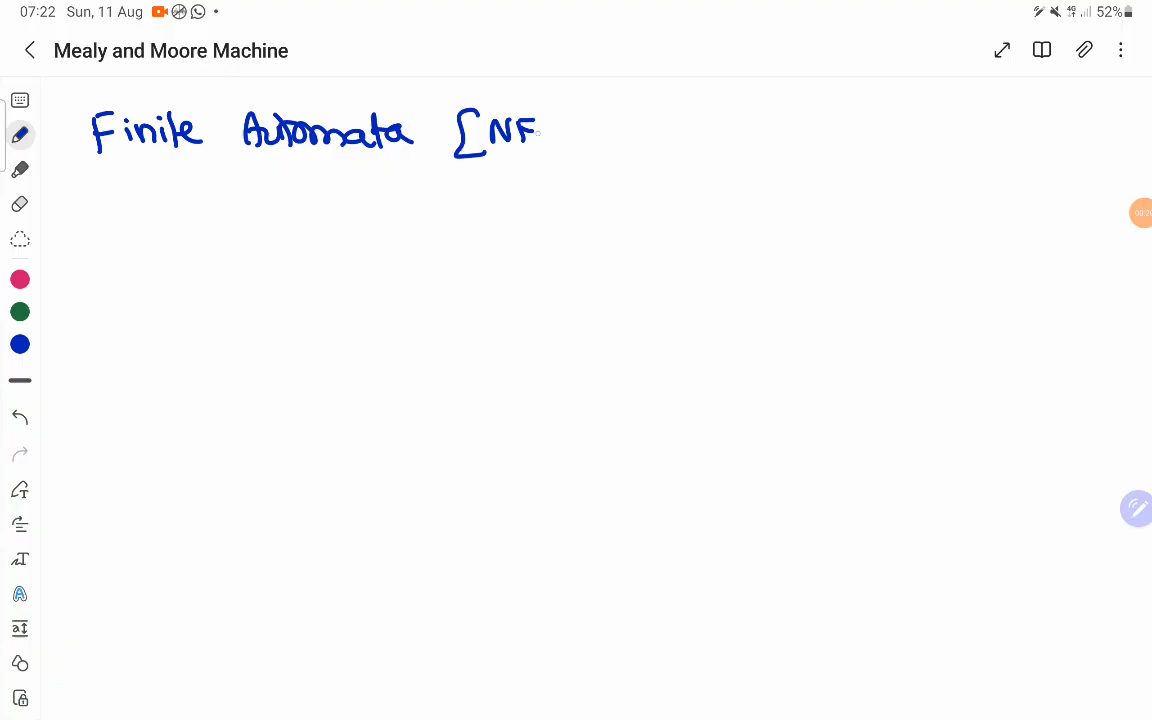 07:22 Sun, 11 Aug 52%
Mealy and Moore Machine
Finite Automata [NF